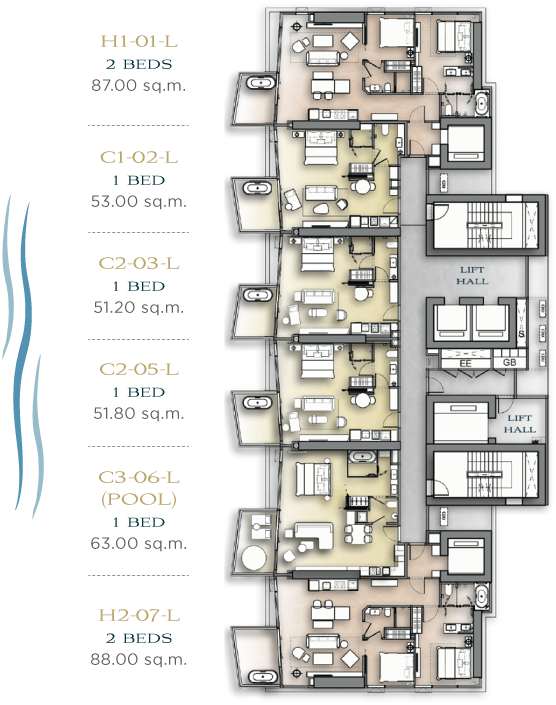 H1-01-L
2 BEDS
87.00 sq.m.
C1-02-L
1 BED
53.00 sq.m.
C2-03-L
1 BED
51.20 sq.m.
C2-05-L
1 BED
51.80 sq.m.
C3-06-L
(POOL)
1 BED
63.00 sq.m.
H2-07-L
2 BEDS
88.00 sq.m.
LIFT
HALL
S
EE
GB
LIFT
HALL